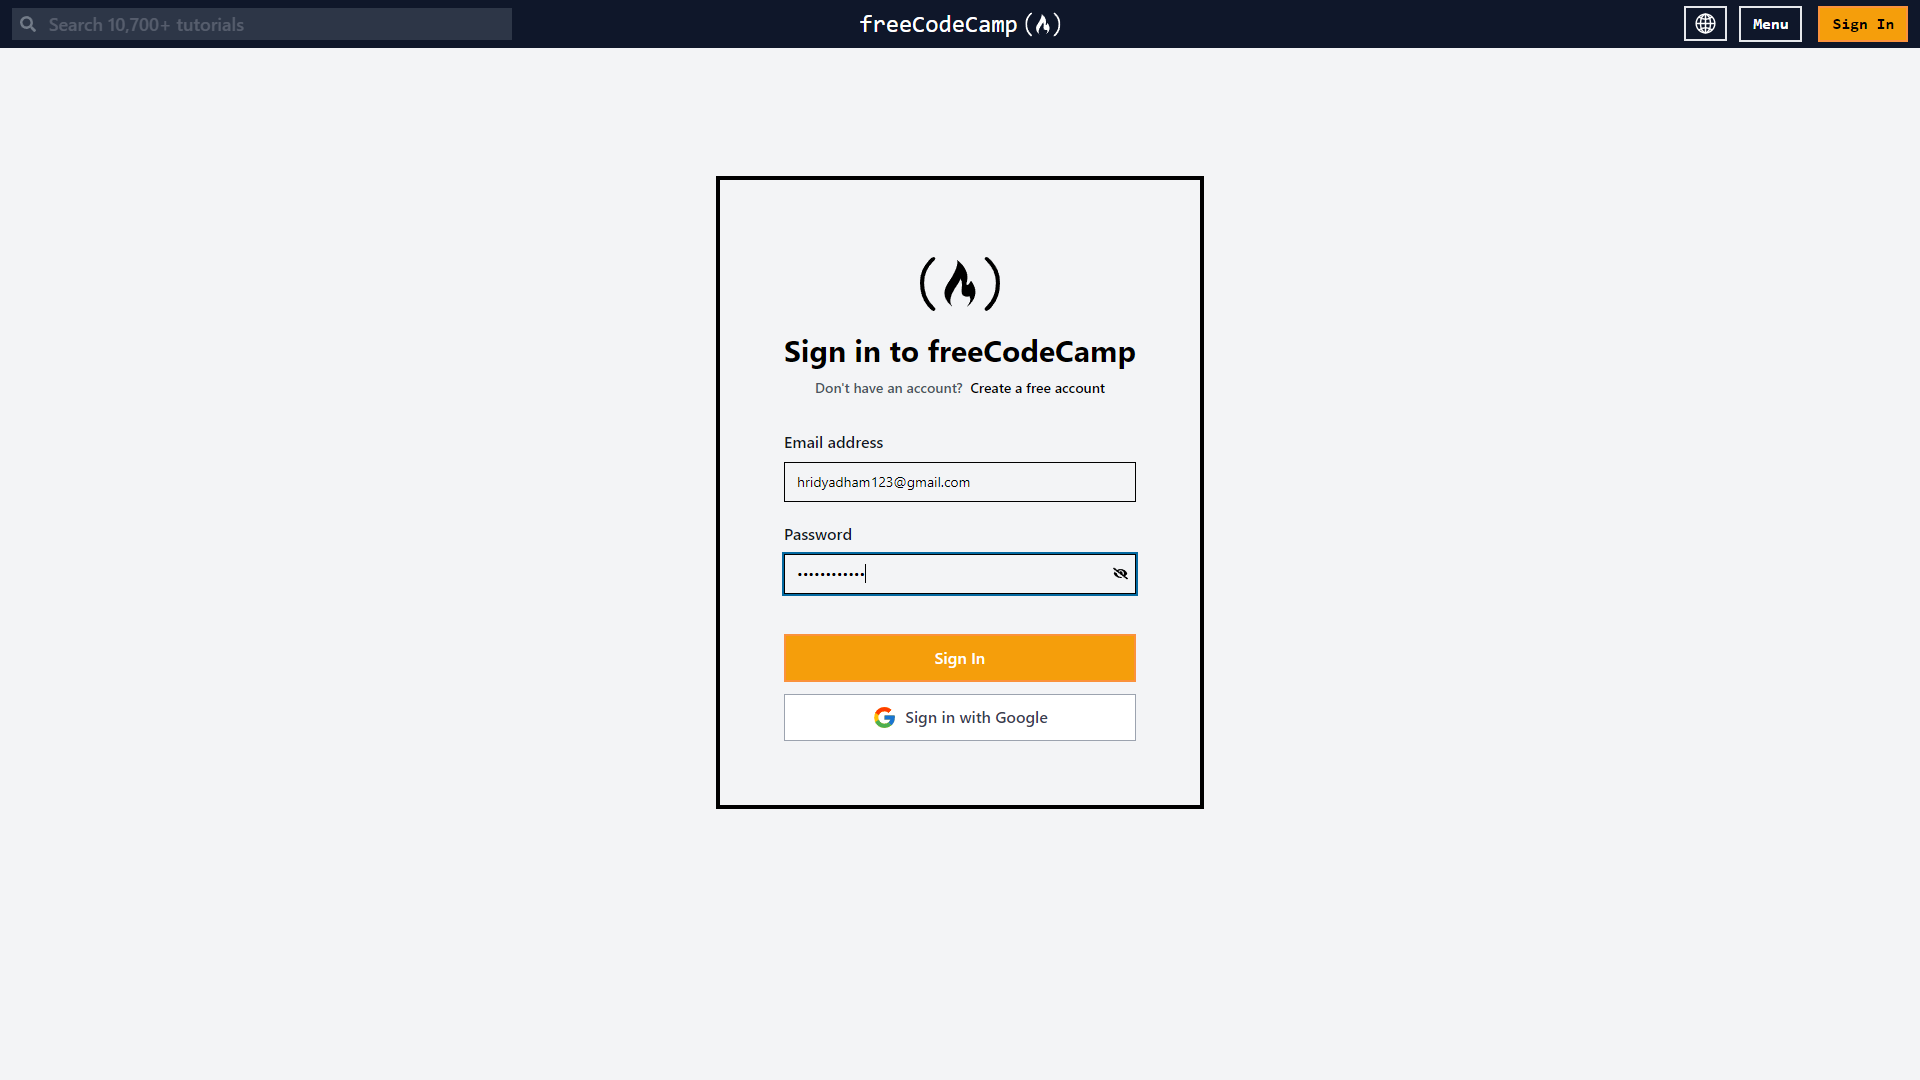 Search 10,700+ tutorials
freeCodeCamp
Menu
Sign In
Sign in to freeCodeCamp
Don't have an account? Create a free account
Email address
hridyadham123@gmail.com
Password
••••••••••••
Sign In
Sign in with Google